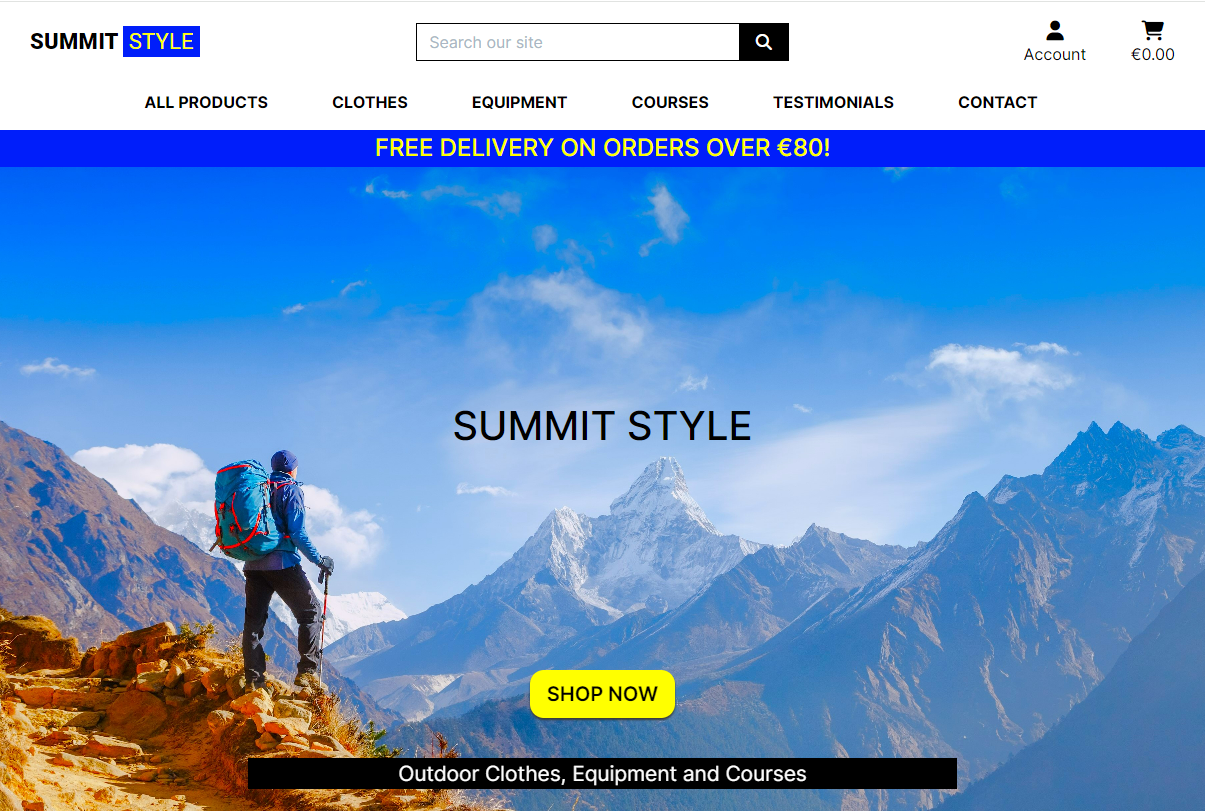 SUMMIT STYLE
Search our site
Account
€0.00
ALL PRODUCTS CLOTHES EQUIPMENT COURSES TESTIMONIALS CONTACT
FREE DELIVERY ON ORDERS OVER €80!
SUMMIT STYLE
SHOP NOW
Outdoor Clothes, Equipment and Courses